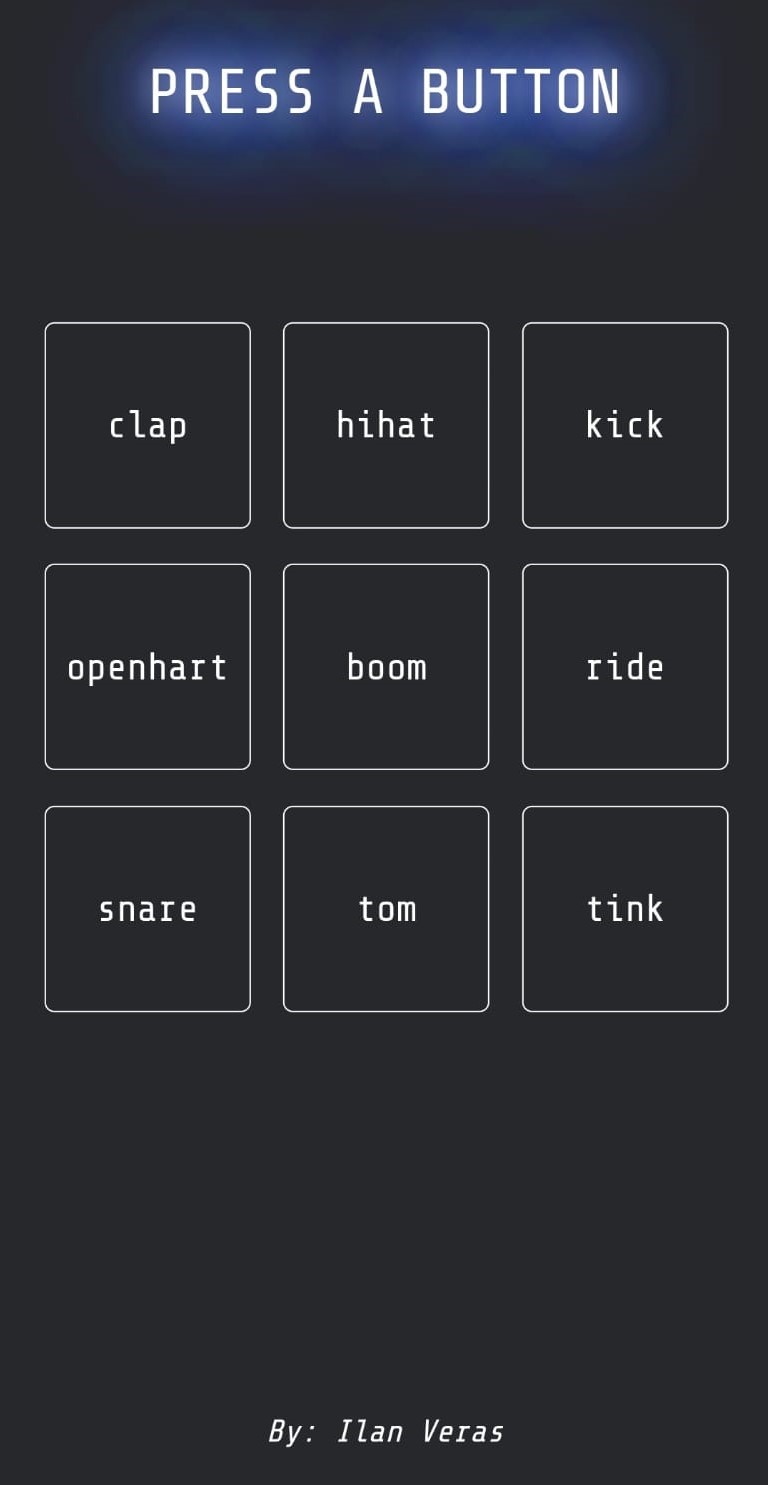 PRESS A BUTTON
clap hihat kick
openhart boom ride
snare tom tink
By: Ilan Veras